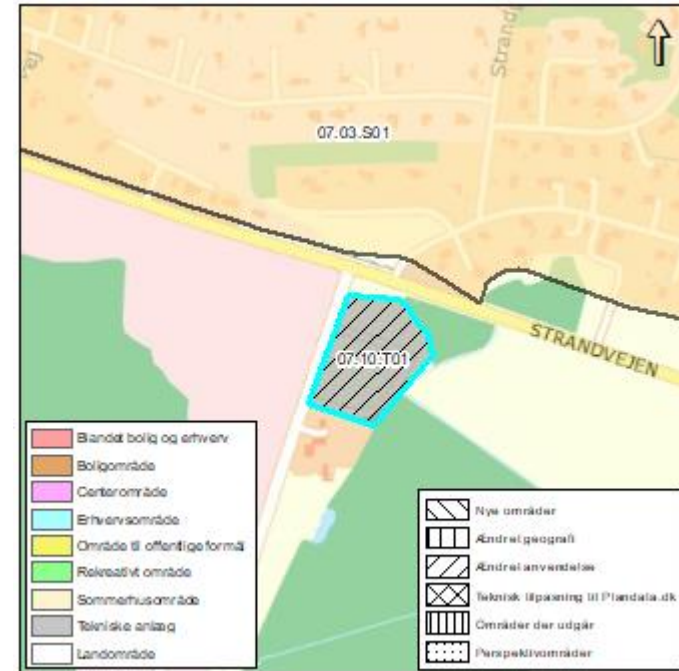 Strand
07.03.S01
STRANDVEJEN
07.10.T01
Blandet bolig og erhverv
Boligområde
Centerområde
Erhvervsområde
Område til offentlige formål
Rekreativt område
Sommerhusområde
Tekniske anlæg
Landområde
Nye områder
Ændret geografi
Ændret anvendelse
Teknisk tilpasning til Plandata.dk
Områder der udgår
Perspektivområder